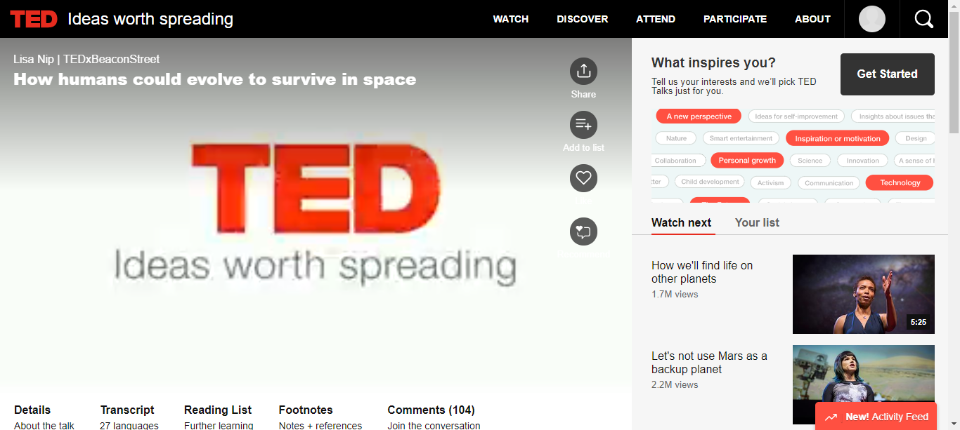 TED Ideas worth spreading
WATCH DISCOVER ATTEND PARTICIPATE ABOUT
Lisa Nip | TEDxBeaconStreet
How humans could evolve to survive in space
Share
Add to list
TED
Ideas worth spreading
What inspires you?
Tell us your interests and we'll pick TED
Talks just for you.
Get Started
A new perspective Ideas for self-improvement Insights about issues
Nature Smart entertainment Inspiration or motivation Design
Collaboration Personal growth Science Innovation A sense of
Child development Activism Communication Technology
Watch next Your list
How we'll find life on
other planets
1.7M views
5:25
Let's not use Mars as a
backup planet
2.2M views
New! Activity Feed
Details Transcript Reading List Footnotes Comments (104)
About the talk 27 languages Further learning Notes + references Join the conversation